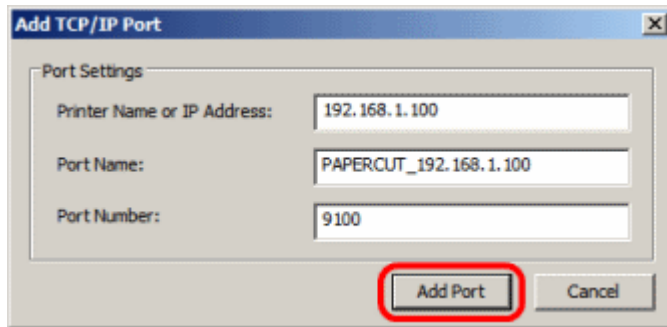 Add TCP/IP Port
Port Settings
Printer Name or IP Address: 192.168.1.100
Port Name: PAPERCUT_192.168.1.100
Port Number: 9100
Add Port Cancel